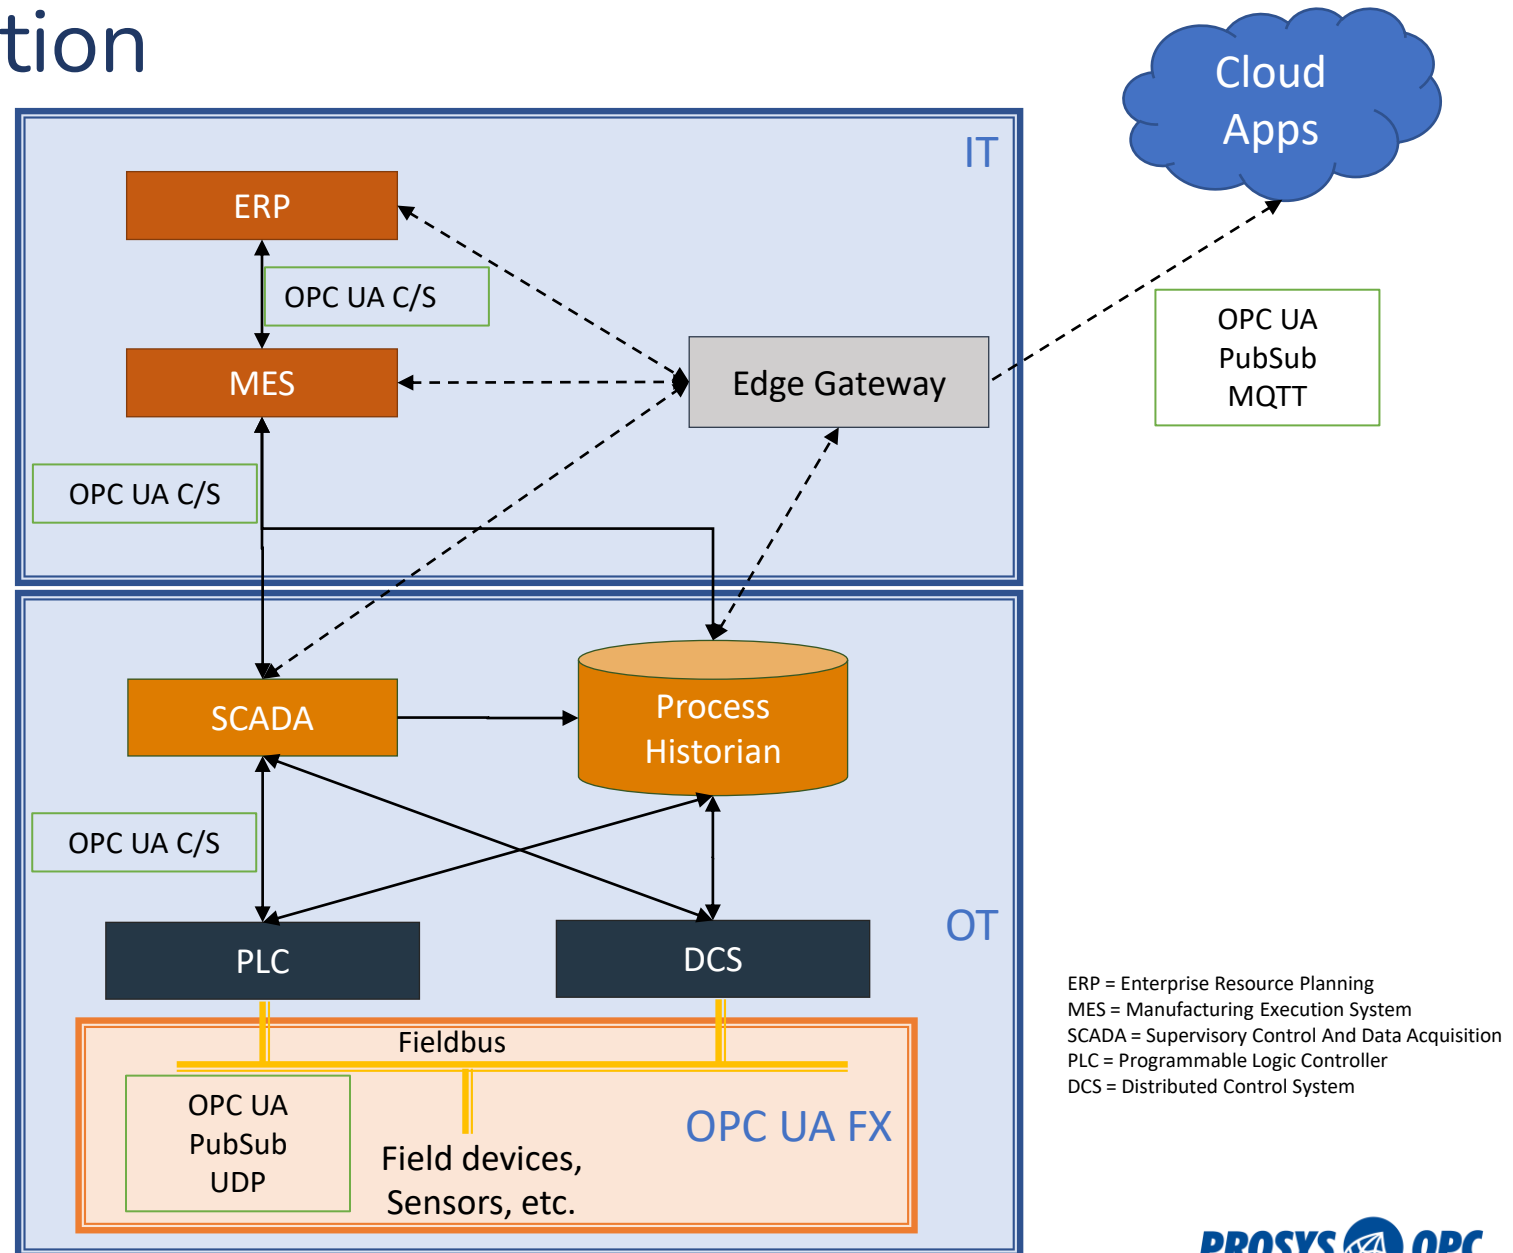 tion
IT
Cloud
Apps
ERP
OPC UA C/S
MES
Edge Gateway
OPC UA
PubSub
MQTT
OPC UA C/S
SCADA
Process
Historian
OPC UA C/S
OT
PLC
DCS
ERP = Enterprise Resource Planning
MES = Manufacturing Execution System
SCADA = Supervisory Control And Data Acquisition
PLC = Programmable Logic Controller
DCS = Distributed Control System
Fieldbus
OPC UA
PubSub
UDP
OPC UA FX
Field devices,
Sensors, etc.
PROSYS OPC